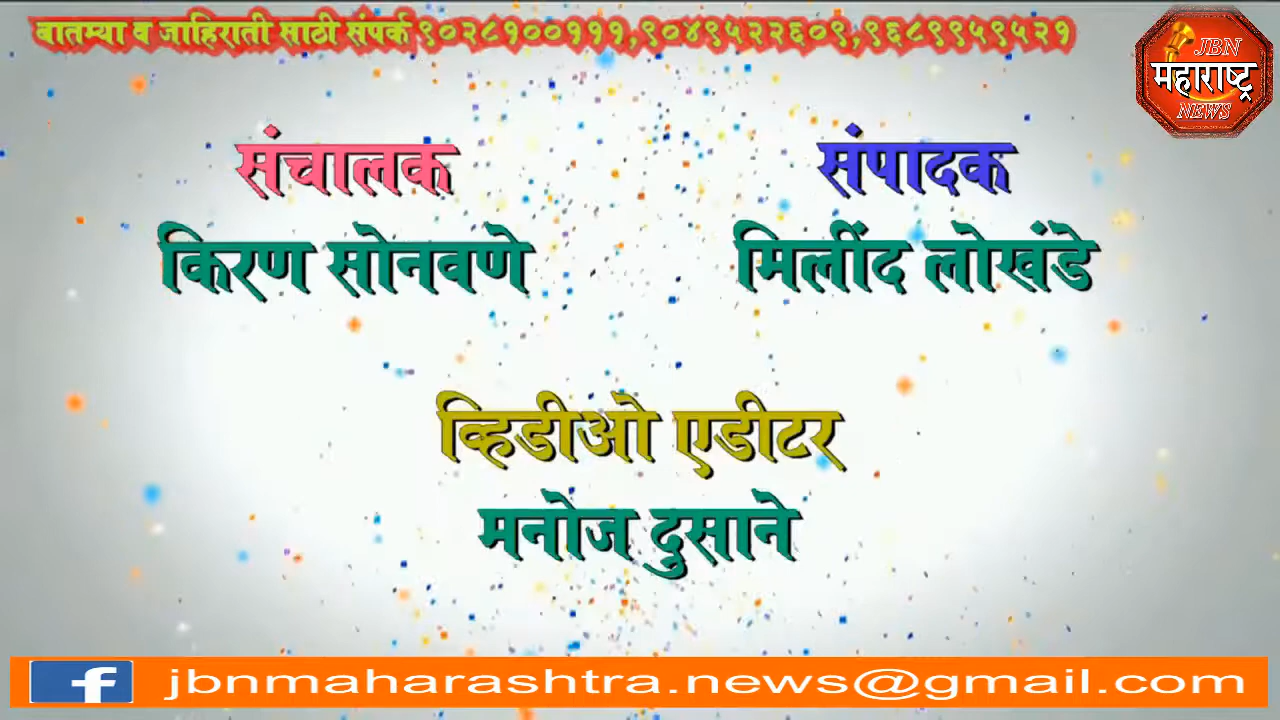 बातम्या व जाहिराती साठी संपर्क ९०२८१००१११,९०४९५२२६०९,९६८९९५९५२१
JBN
महाराष्ट्र
NEWS
संचालक
किरण सोनवणे
संपादक
मिलींद लोखंडे
व्हिडीओ एडीटर
मनोज दुसाने
f jbnmaharashtra.news@gmail.com